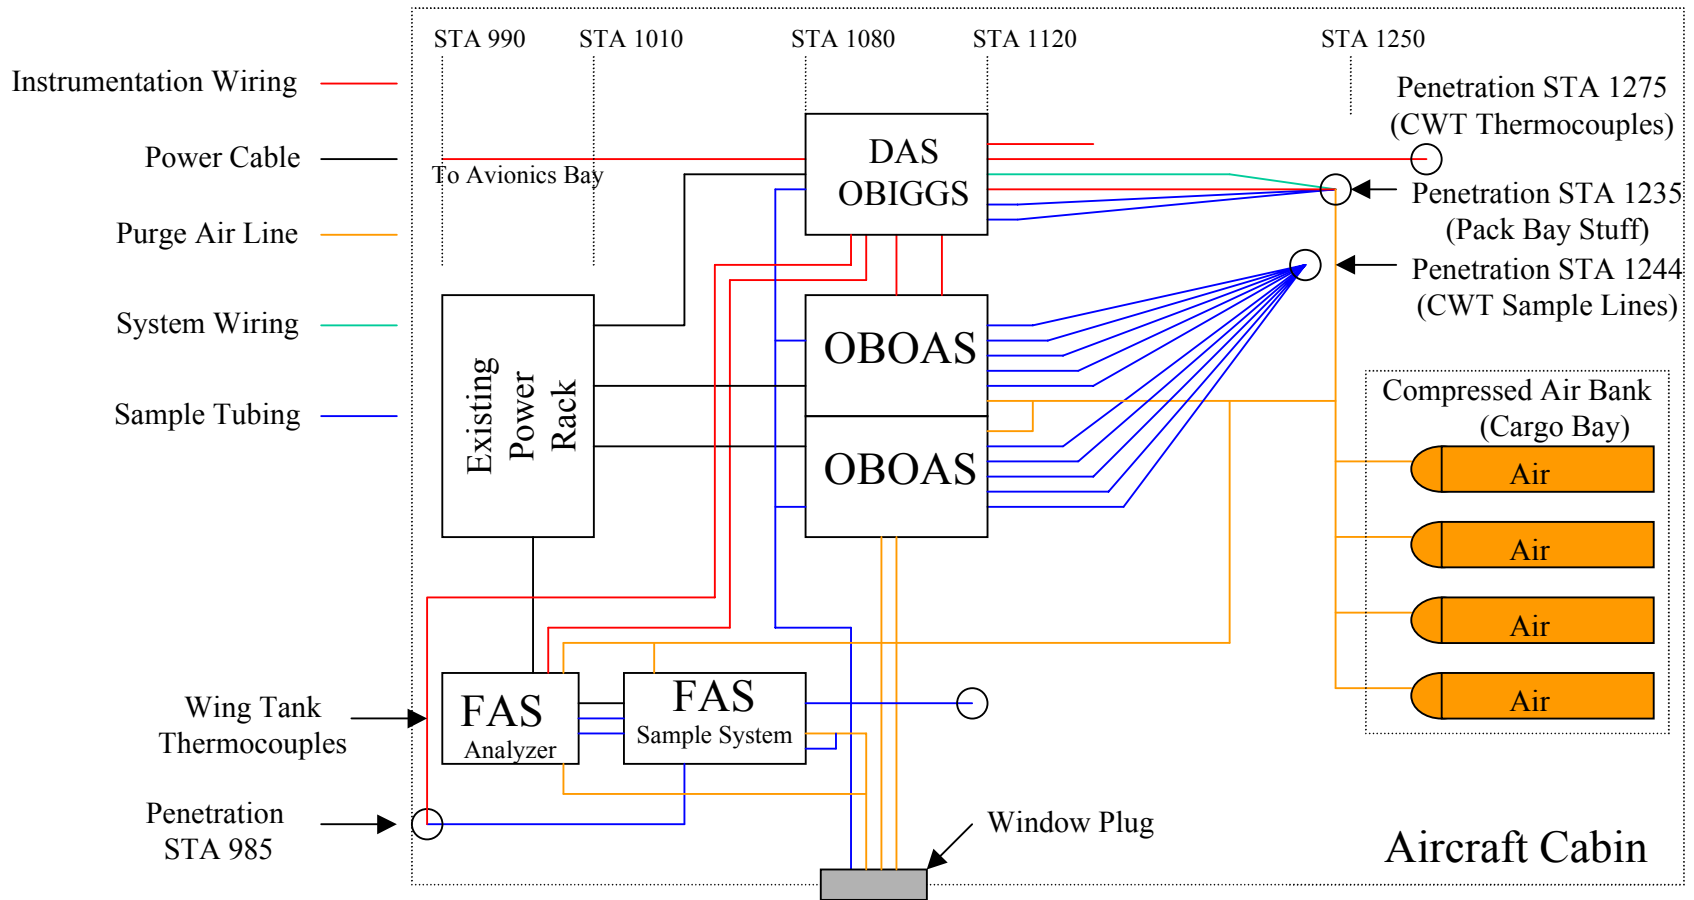 STA 990
STA 1010
STA 1080
STA 1120
STA 1250
Instrumentation Wiring
Power Cable
Purge Air Line
System Wiring
Sample Tubing
To Avionics Bay
DAS
OBIGGS
Penetration STA 1275
(CWT Thermocouples)
Penetration STA 1235
(Pack Bay Stuff)
Penetration STA 1244
(CWT Sample Lines)
Existing
Power
Rack
OBOAS
OBOAS
Compressed Air Bank
(Cargo Bay)
Air
Air
Air
Air
FAS
Analyzer
FAS
Sample System
Wing Tank
Thermocouples
Penetration
STA 985
Window Plug
Aircraft Cabin